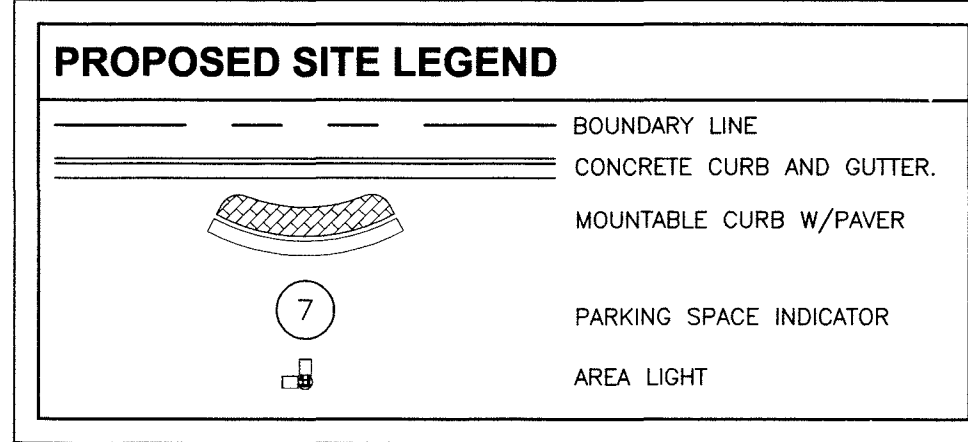 PROPOSED SITE LEGEND
BOUNDARY LINE
CONCRETE CURB AND GUTTER.
MOUNTABLE CURB W/PAVER
7 PARKING SPACE INDICATOR
AREA LIGHT